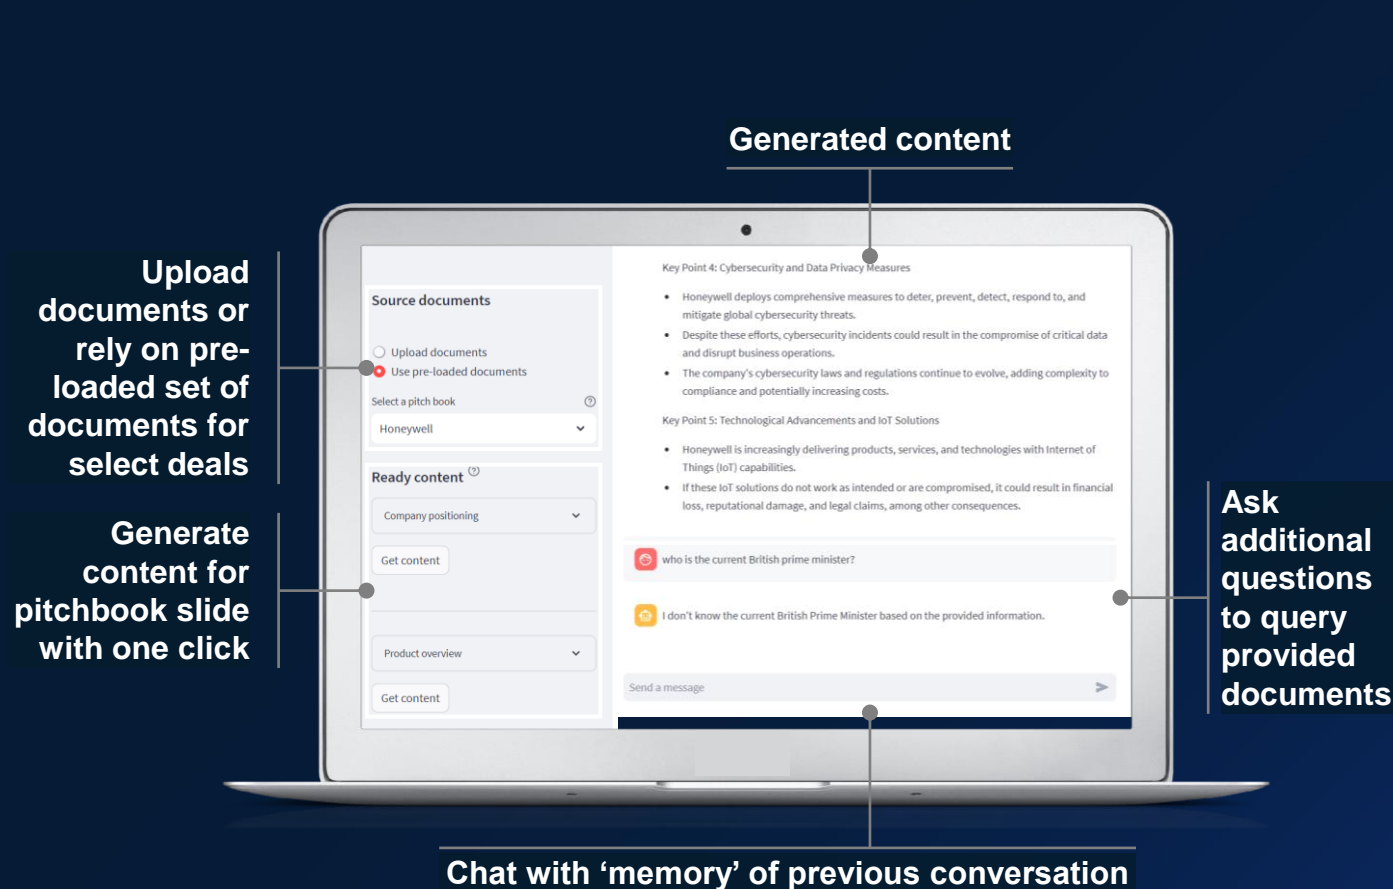 Generated content
Upload
documents or
rely on pre-
loaded set of
documents for
select deals
Generate
content for
pitchbook slide
with one click
Source documents
Upload documents
Use pre-loaded documents
Select a pitch book
Honeywell
Ready content
Company positioning
Get content
Product overview
Get content
Key Point 4: Cybersecurity and Data Privacy Measures
• Honeywell deploys comprehensive measures to deter, prevent, detect, respond to, and
mitigate global cybersecurity threats.
• Despite these efforts, cybersecurity incidents could result in the compromise of critical data
and disrupt business operations.
• The company's cybersecurity laws and regulations continue to evolve, adding complexity to
compliance and potentially increasing costs.
Key Point 5: Technological Advancements and IoT Solutions
• Honeywell is increasingly delivering products, services, and technologies with Internet of
Things (IoT) capabilities.
• If these IoT solutions do not work as intended or are compromised, it could result in financial
loss, reputational damage, and legal claims, among other consequences.
who is the current British prime minister?
I don't know the current British Prime Minister based on the provided information.
Send a message
Ask
additional
questions
to query
provided
documents
Chat with ‘memory’ of previous conversation